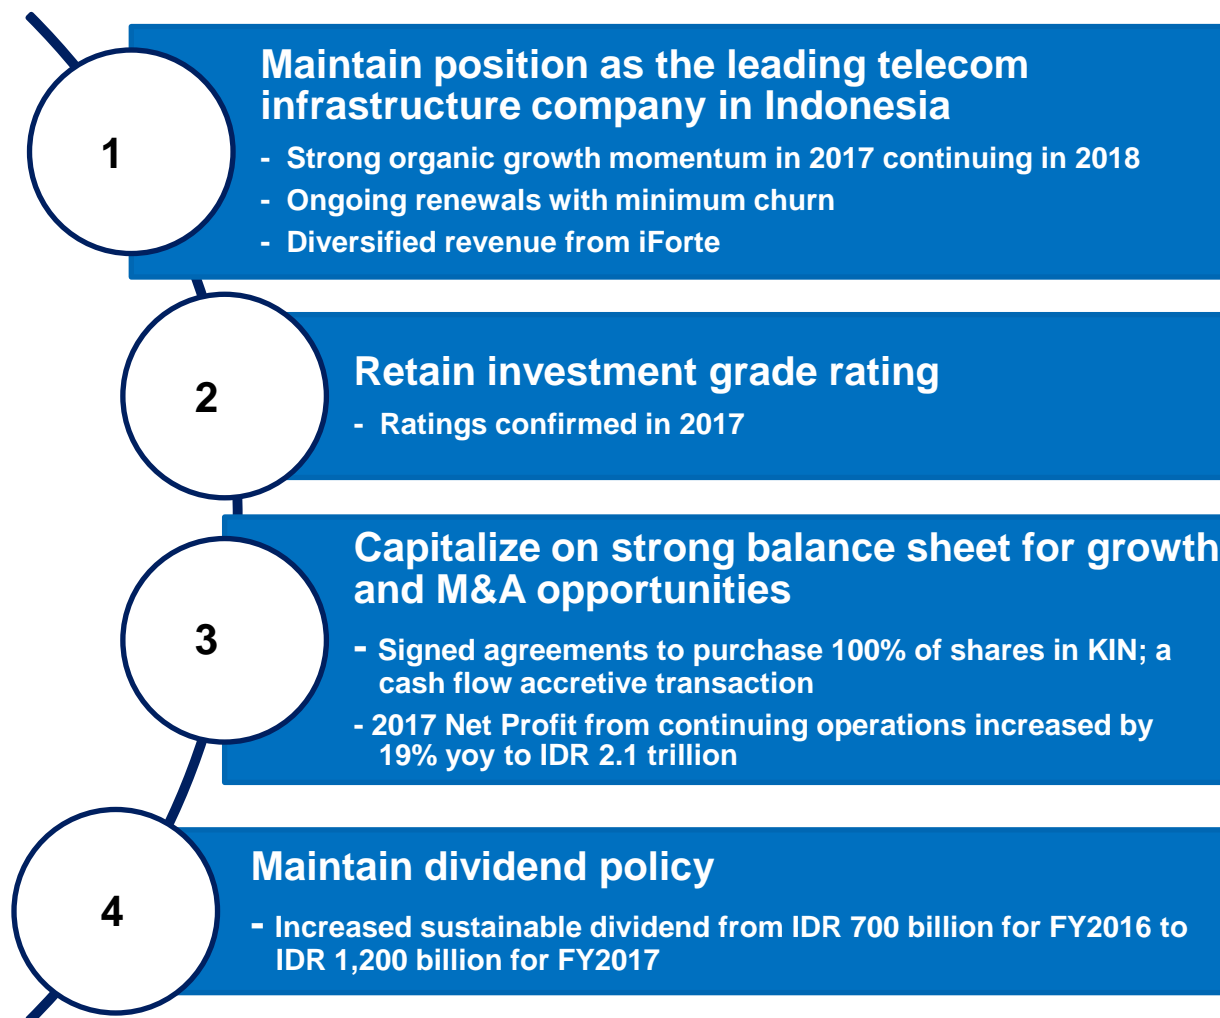 1
Maintain position as the leading telecom
infrastructure company in Indonesia
- Strong organic growth momentum in 2017 continuing in 2018
- Ongoing renewals with minimum churn
- Diversified revenue from iForte
2
Retain investment grade rating
- Ratings confirmed in 2017
3
Capitalize on strong balance sheet for growth
and M&A opportunities
- Signed agreements to purchase 100% of shares in KIN; a
cash flow accretive transaction
- 2017 Net Profit from continuing operations increased by
19% yoy to IDR 2.1 trillion
4
Maintain dividend policy
- Increased sustainable dividend from IDR 700 billion for FY2016 to
IDR 1,200 billion for FY2017